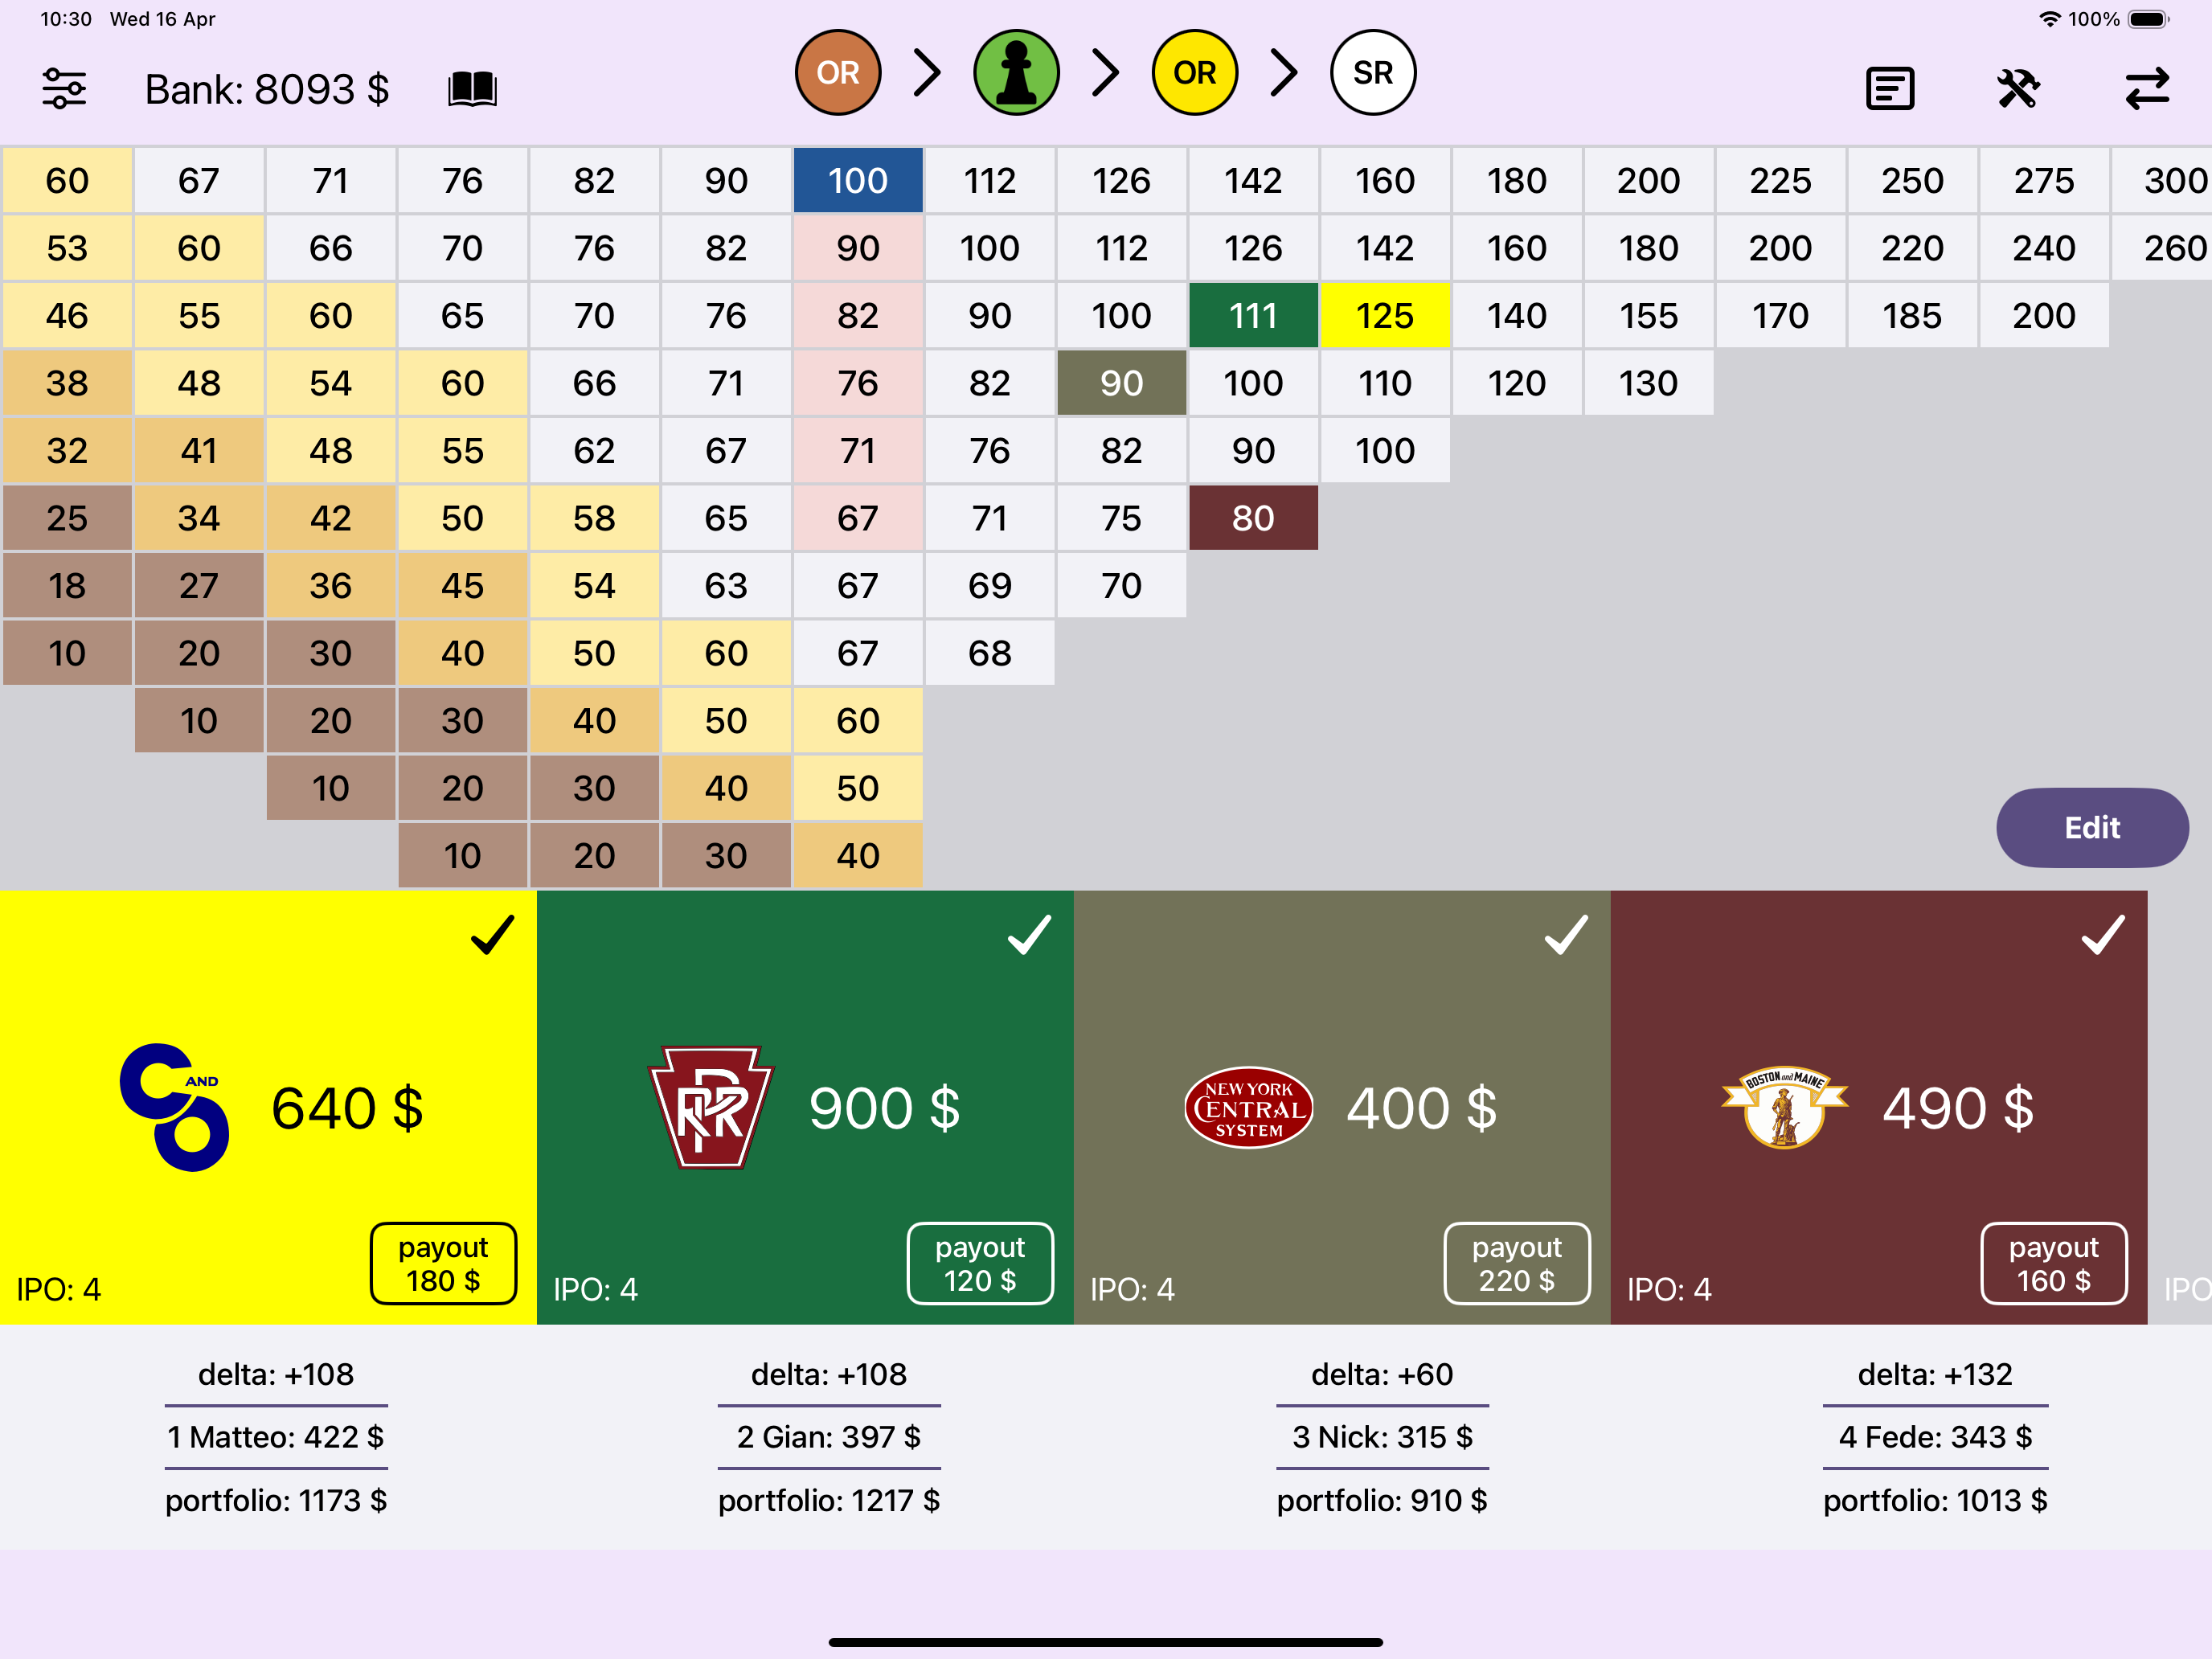 10:30 Wed 16 Apr 100%
Bank: 8093 $ OR OR SR
60 67 71 76 82 90 100 112 126 142 160 180 200 225 250 275 300
53 60 66 70 76 82 90 100 112 126 142 160 180 200 220 240 260
46 55 60 65 70 76 82 90 100 111 125 140 155 170 185 200
38 48 54 60 66 71 76 82 90 100 110 120 130
32 41 48 55 62 67 71 76 82 90 100
25 34 42 50 58 65 67 71 75 80
18 27 36 45 54 63 67 69 70
10 20 30 40 50 60 67 68
10 20 30 40 50 60
10 20 30 40 50
Edit
10 20 30 40
C AND O 640 $
PRR 900 $
NEW YORK
CENTRAL
SYSTEM
400 $
BOSTON and MAINE
490 $
IPO: 4 payout
180 $
IPO: 4 payout
120 $
IPO: 4 payout
220 $
IPO: 4 payout
160 $
IPO
delta: +108 delta: +108 delta: +60 delta: +132
1 Matteo: 422 $ 2 Gian: 397 $ 3 Nick: 315 $ 4 Fede: 343 $
portfolio: 1173 $ portfolio: 1217 $ portfolio: 910 $ portfolio: 1013 $